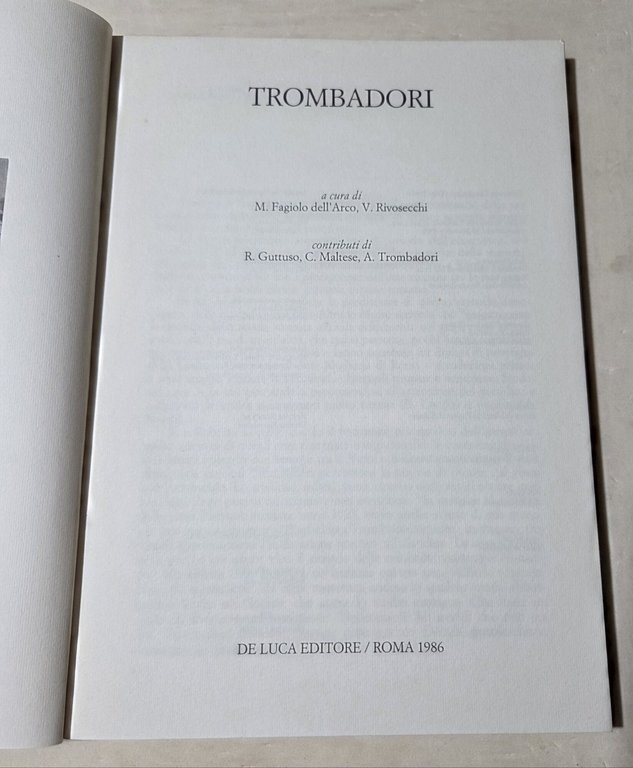 TROMBADORI
a cura di
M. Fagiolo dell'Arco, V. Rivosecchi
contributi di
R. Guttuso, C. Maltese, A. Trombadori
DE LUCA EDITORE / ROMA 1986